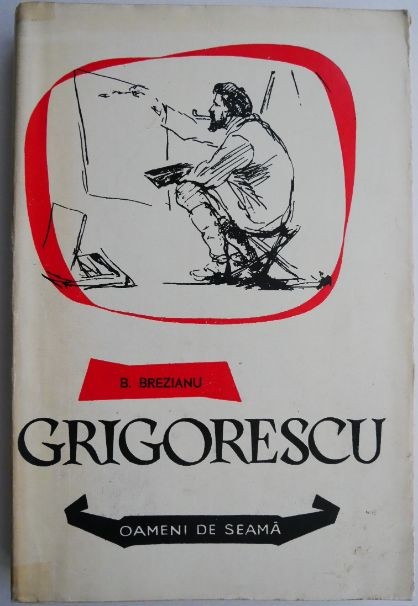 B. BREZIANU
GRIGORESCU
OAMENI DE SEAMĂ